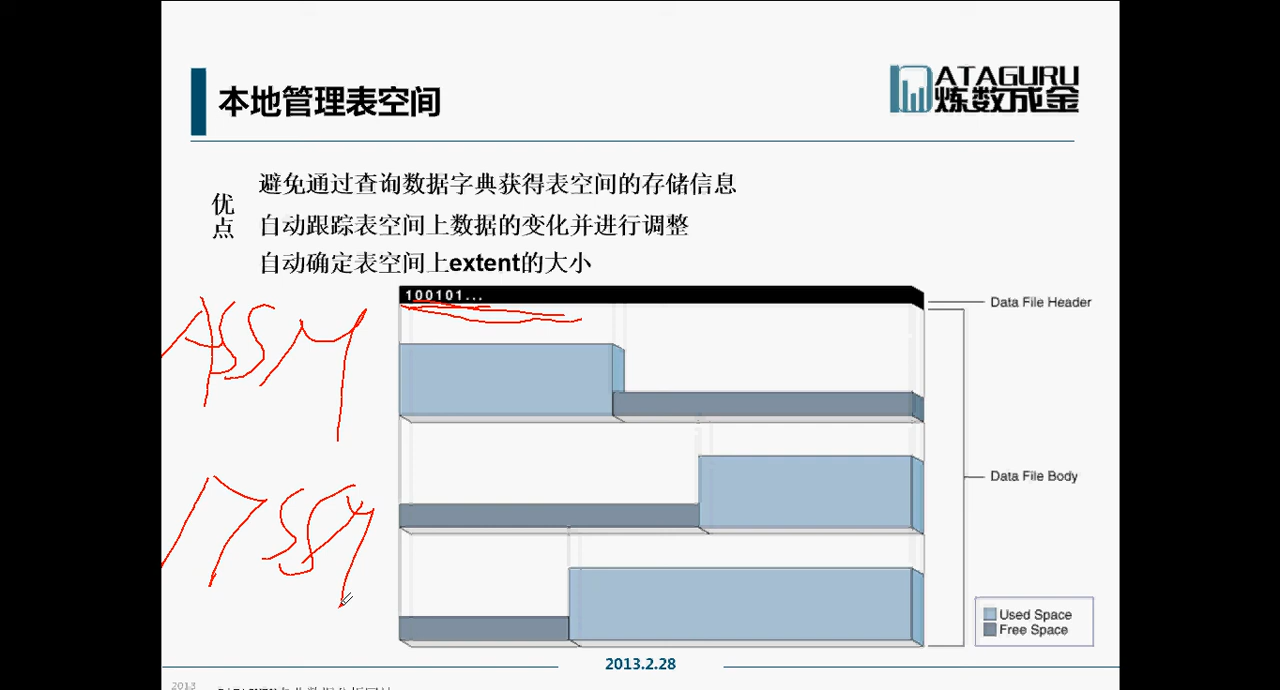 本地管理表空间
ATAGURU
炼数成金
优点
避免通过查询数据字典获得表空间的存储信息
自动跟踪表空间上数据的变化并进行调整
自动确定表空间上extent的大小
100101...
Data File Header
ASSM
MSSM
Data File Body
Used Space
Free Space
2013.2.28
2013